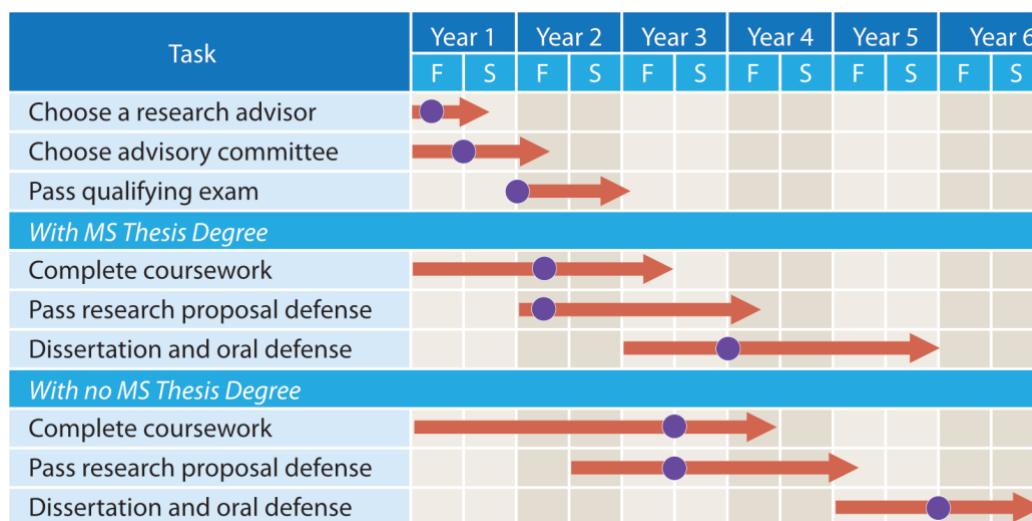 Task
Year 1 Year 2 Year 3 Year 4 Year 5 Year 6
F S F S F S F S F S F S
Choose a research advisor
Choose advisory committee
Pass qualifying exam
With MS Thesis Degree
Complete coursework
Pass research proposal defense
Dissertation and oral defense
With no MS Thesis Degree
Complete coursework
Pass research proposal defense
Dissertation and oral defense